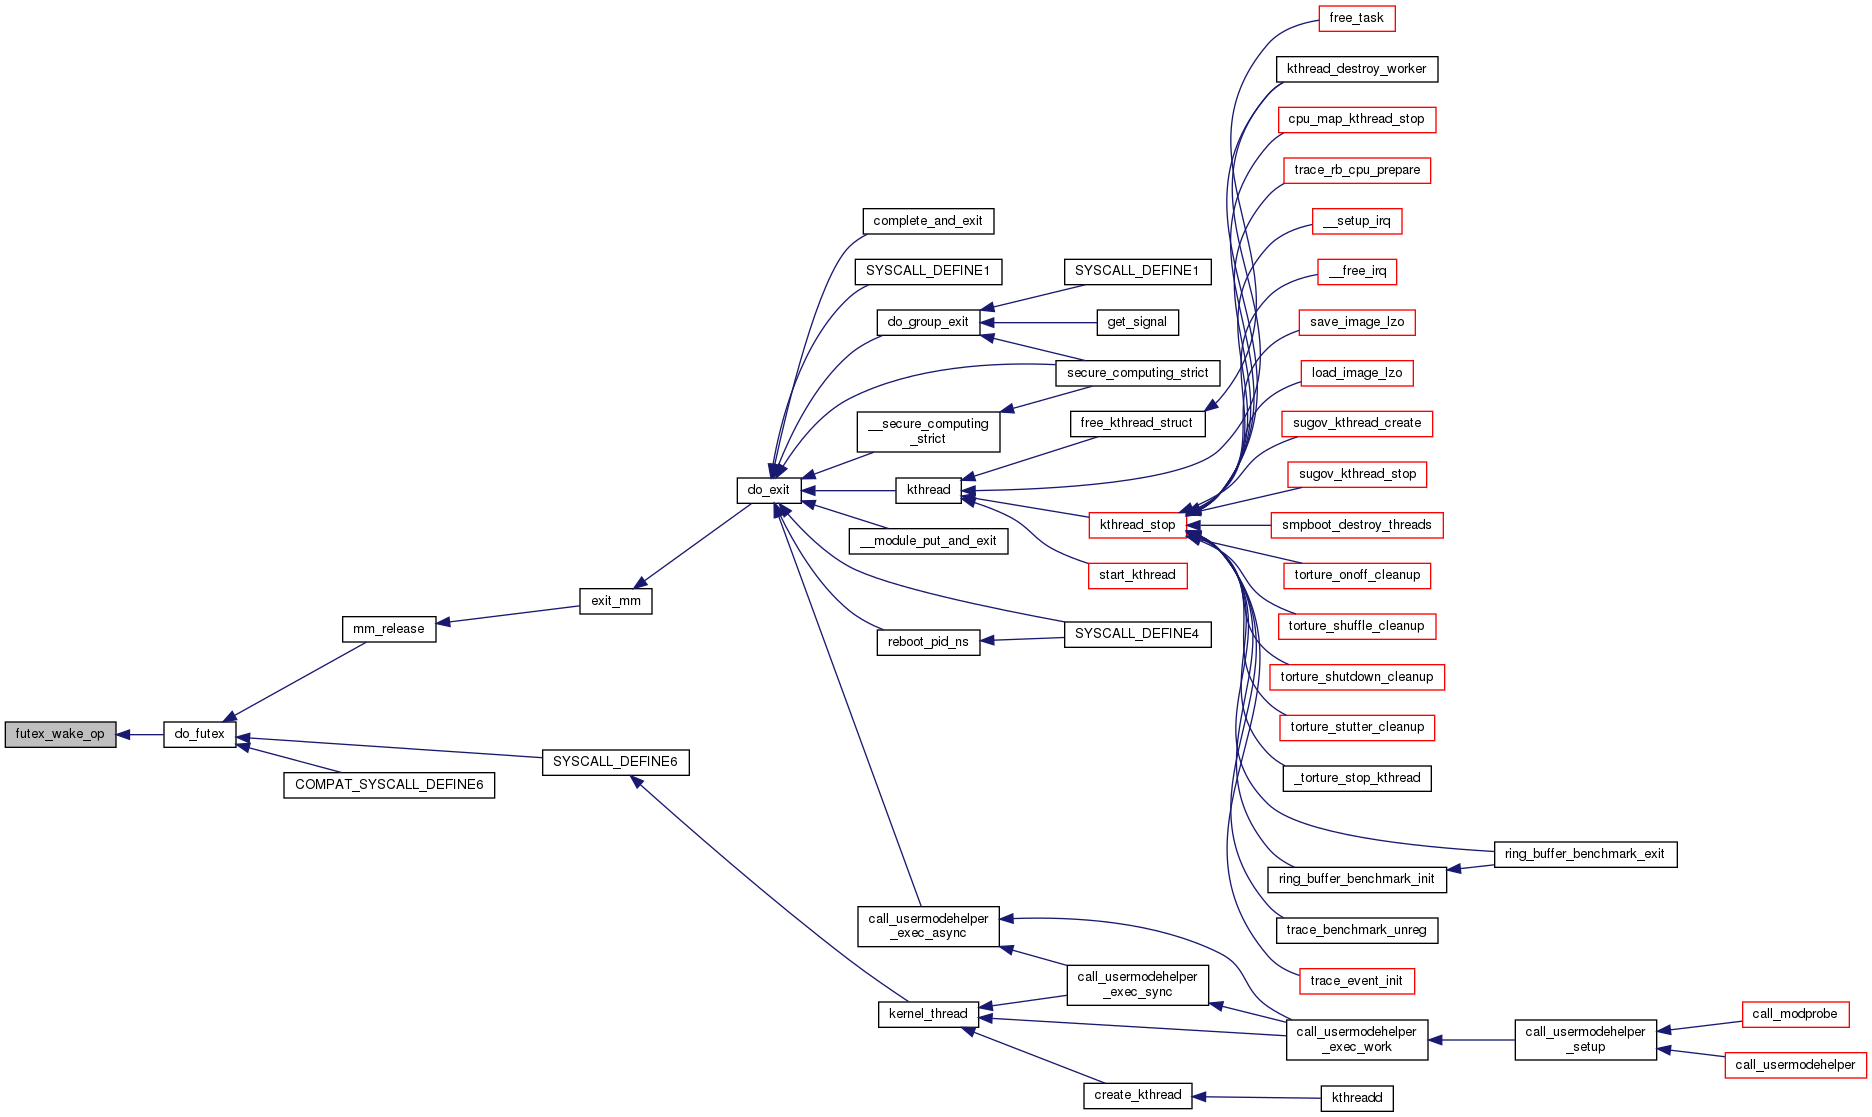 free_task
kthread_destroy_worker
cpu_map_kthread_stop
trace_rb_cpu_prepare
complete_and_exit
__setup_irq
SYSCALL_DEFINE1
SYSCALL_DEFINE1
__free_irq
do_group_exit
get_signal
save_image_lzo
secure_computing_strict
load_image_lzo
__secure_computing
_strict
free_kthread_struct
sugov_kthread_create
sugov_kthread_stop
do_exit
kthread
kthread_stop
smpboot_destroy_threads
__module_put_and_exit
start_kthread
torture_onoff_cleanup
exit_mm
mm_release
torture_shuffle_cleanup
reboot_pid_ns
SYSCALL_DEFINE4
torture_shutdown_cleanup
futex_wake_op
do_futex
torture_stutter_cleanup
SYSCALL_DEFINE6
COMPAT_SYSCALL_DEFINE6
_torture_stop_kthread
ring_buffer_benchmark_exit
ring_buffer_benchmark_init
call_usermodehelper
_exec_async
trace_benchmark_unreg
call_usermodehelper
_exec_sync
trace_event_init
kernel_thread
call_usermodehelper
_exec_work
call_usermodehelper
_setup
call_modprobe
call_usermodehelper
create_kthread
kthreadd